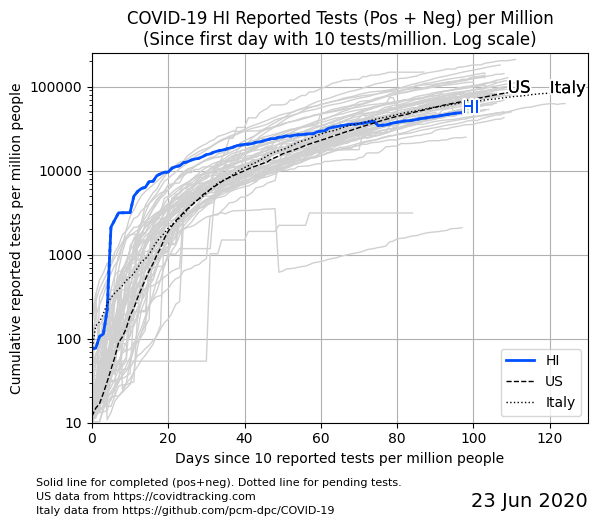 COVID-19 HI Reported Tests (Pos + Neg) per Million
(Since first day with 10 tests/million. Log scale)
Cumulative reported tests per million people
100000
10000
1000
100
10
US
Italy
HI
HI
US
Italy
0
20
40
60
80
100
120
Days since 10 reported tests per million people
Solid line for completed (pos+neg). Dotted line for pending tests.
US data from https://covidtracking.com
Italy data from https://github.com/pcm-dpc/COVID-19
23 Jun 2020